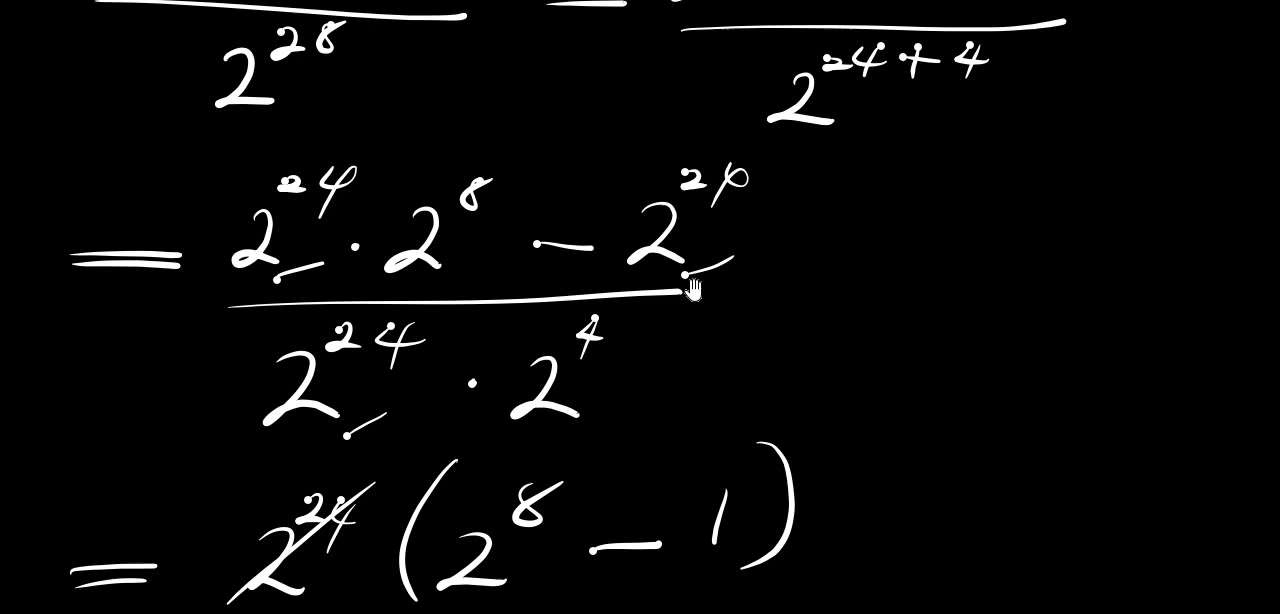 2^28 = 2^24+4
= 2^24 · 2^8 − 2^24
2^24 · 2^4
= 2^24 (2^8 − 1)